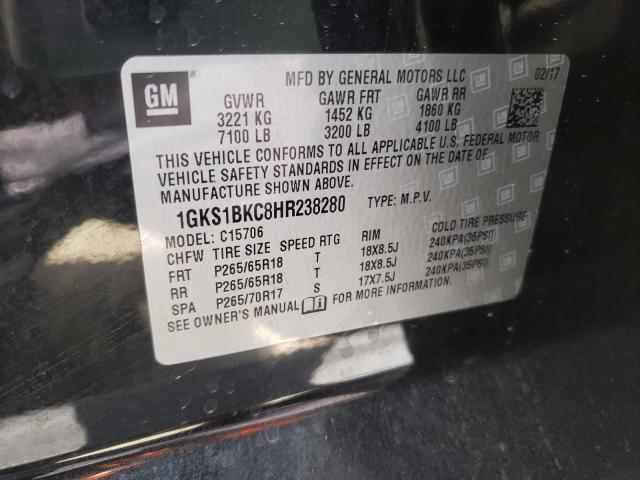 GM
MFD BY GENERAL MOTORS LLC 02/17
GVWR GAWR FRT GAWR RR
3221 KG 1452 KG 1860 KG
7100 LB 3200 LB 4100 LB
THIS VEHICLE CONFORMS TO ALL APPLICABLE U.S. FEDERAL MOTOR
VEHICLE SAFETY STANDARDS IN EFFECT ON THE DATE OF
MANUFACTURE SHOWN ABOVE.
1GKS1BKC8HR238280 TYPE: M.P.V.
MODEL: C15706
CHFW TIRE SIZE SPEED RTG RIM COLD TIRE PRESSURE
FRT P265/65R18 T 18X8.5J 240KPA(35PSI)
RR P265/65R18 T 18X8.5J 240KPA(35PSI)
SPA P265/70R17 S 17X7.5J 240KPA(35PSI)
SEE OWNER'S MANUAL FOR MORE INFORMATION.